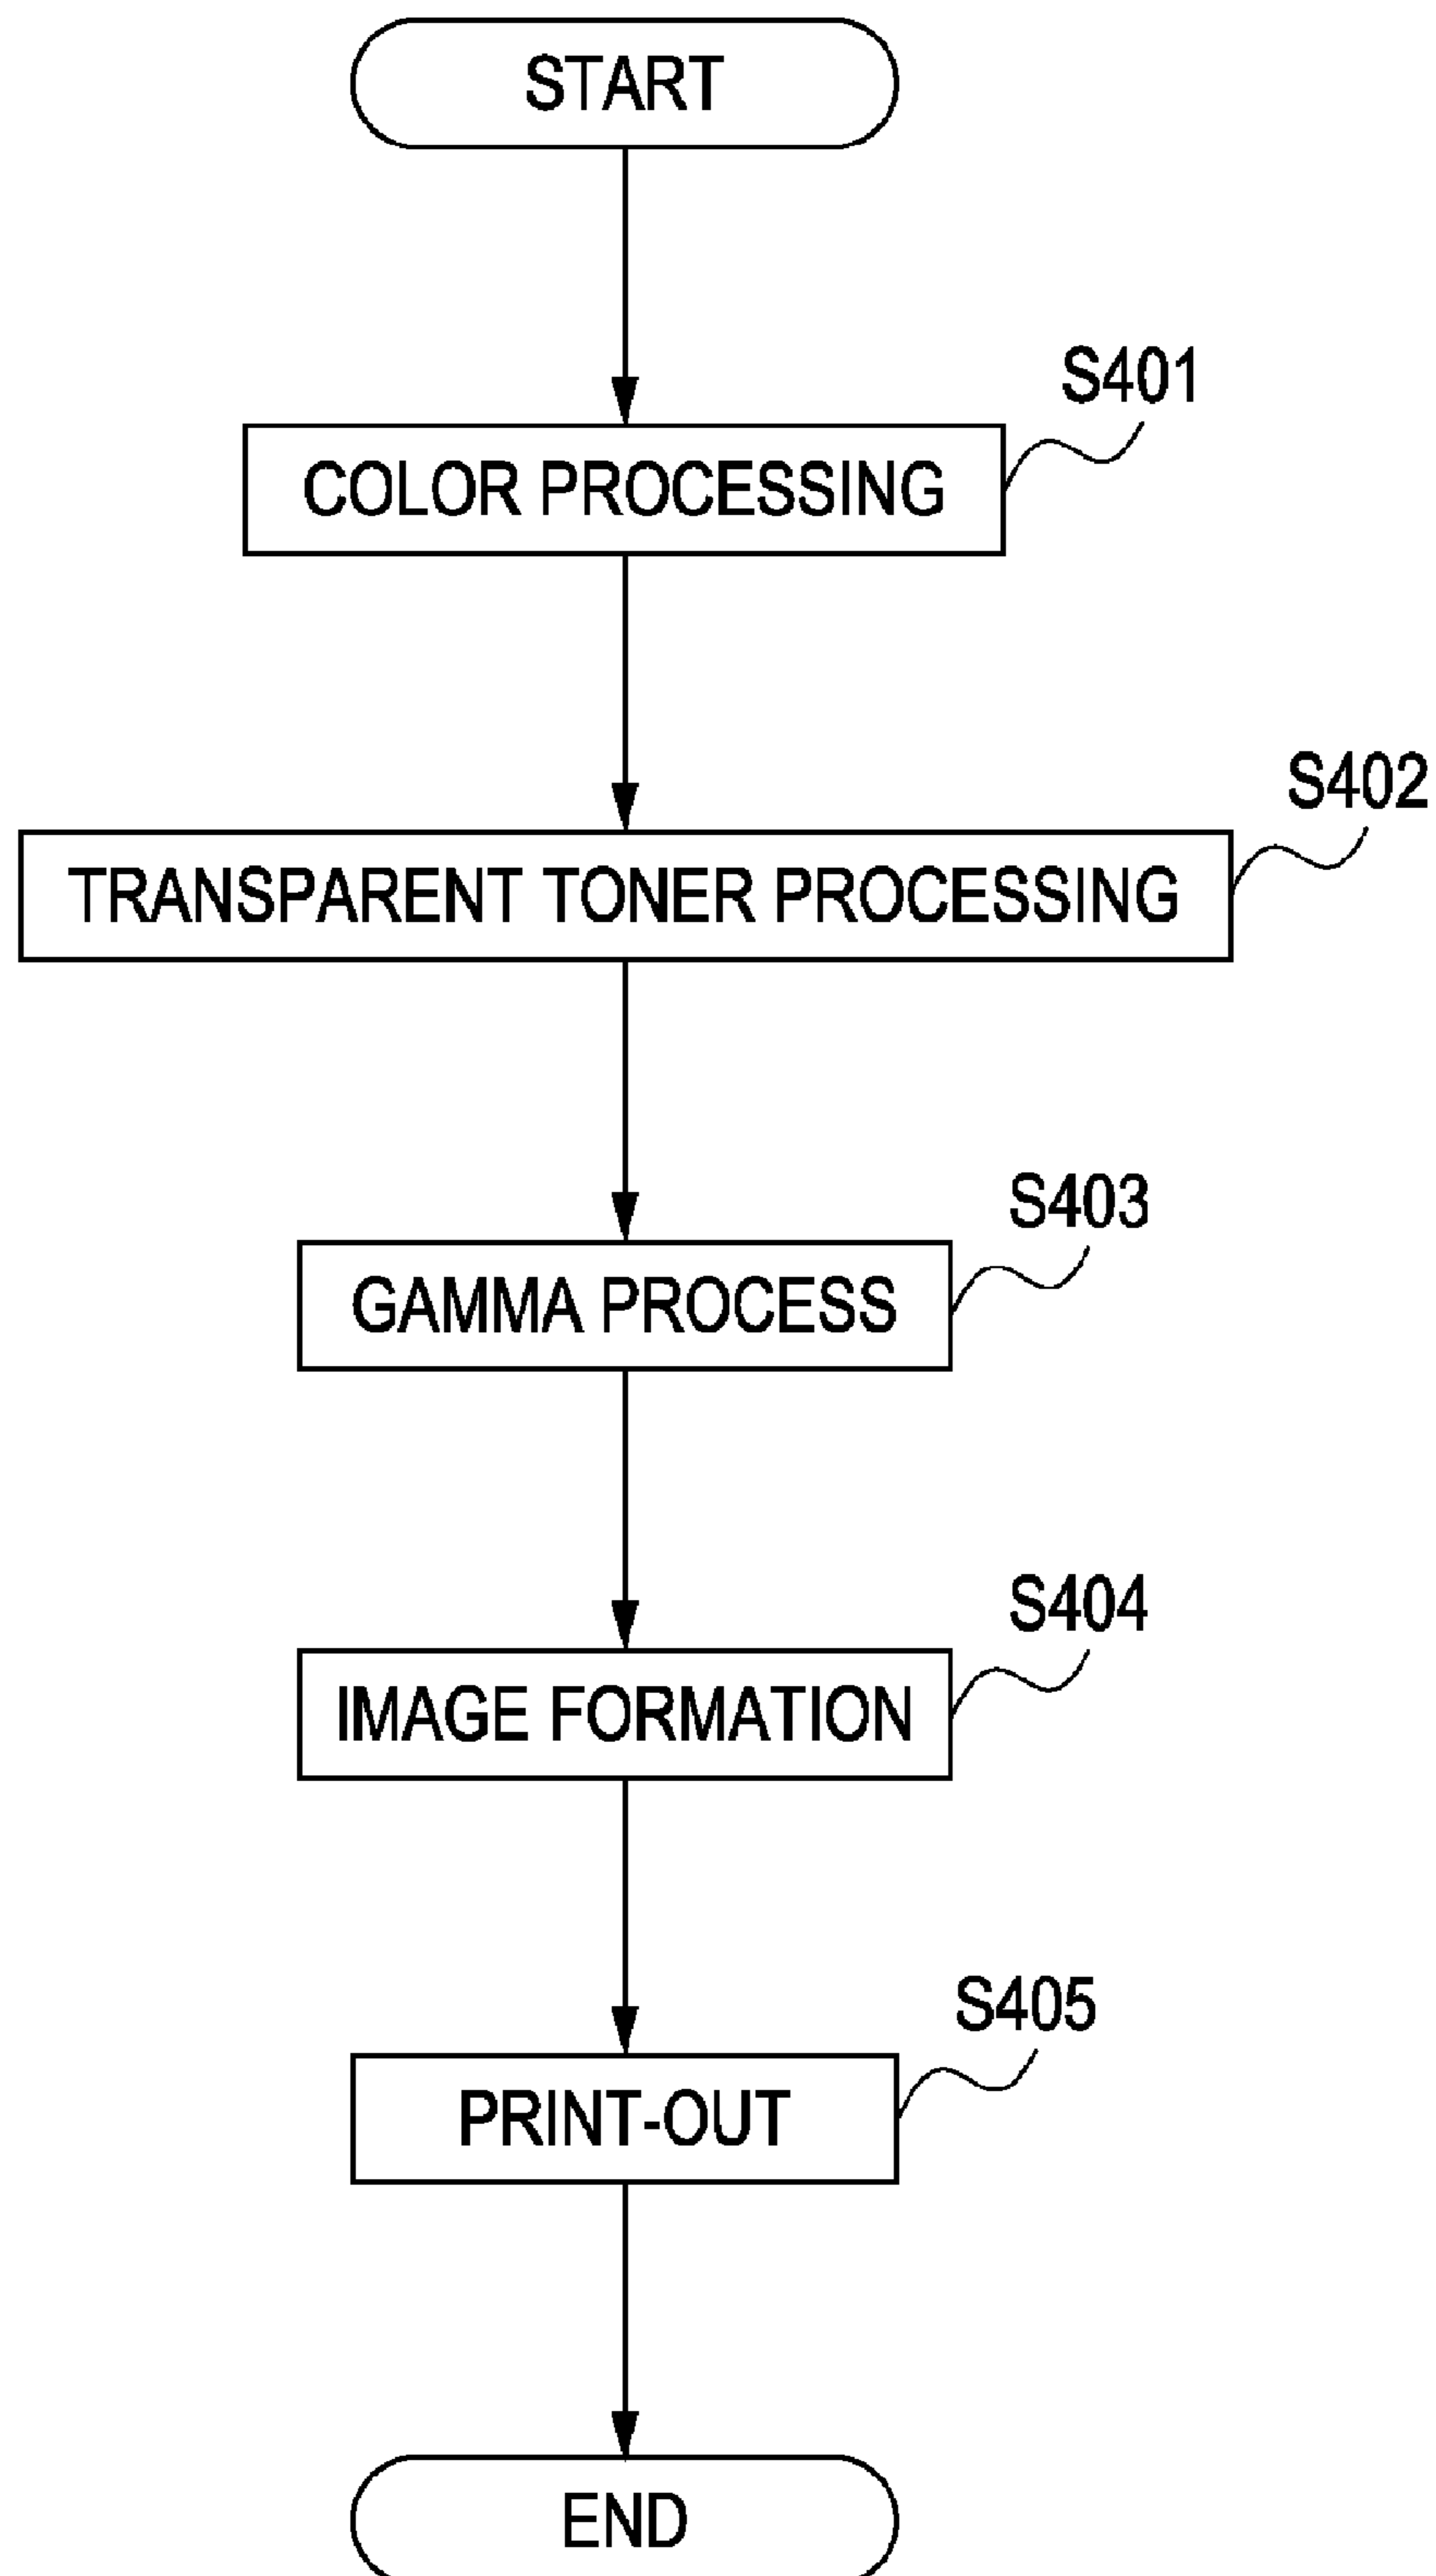 START
S401
COLOR PROCESSING
S402
TRANSPARENT TONER PROCESSING
S403
GAMMA PROCESS
S404
IMAGE FORMATION
S405
PRINT-OUT
END